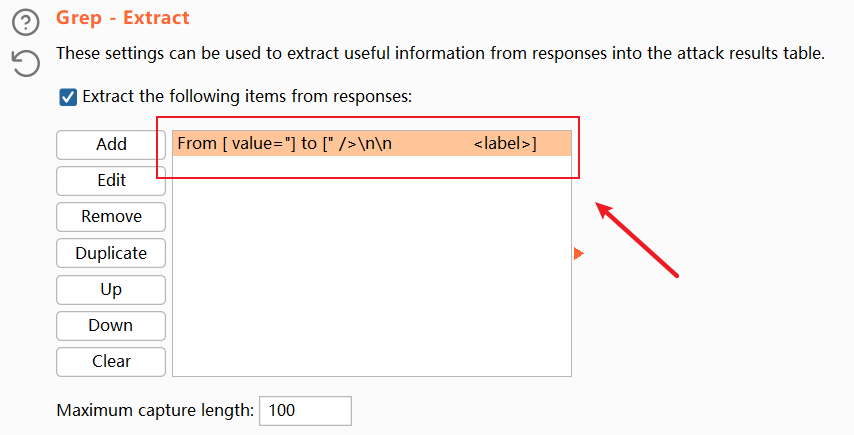 Grep - Extract
These settings can be used to extract useful information from responses into the attack results table.
Extract the following items from responses:
Add
From [ value="] to [" />\n\n                <label>]
Edit
Remove
Duplicate
Up
Down
Clear
Maximum capture length: 100